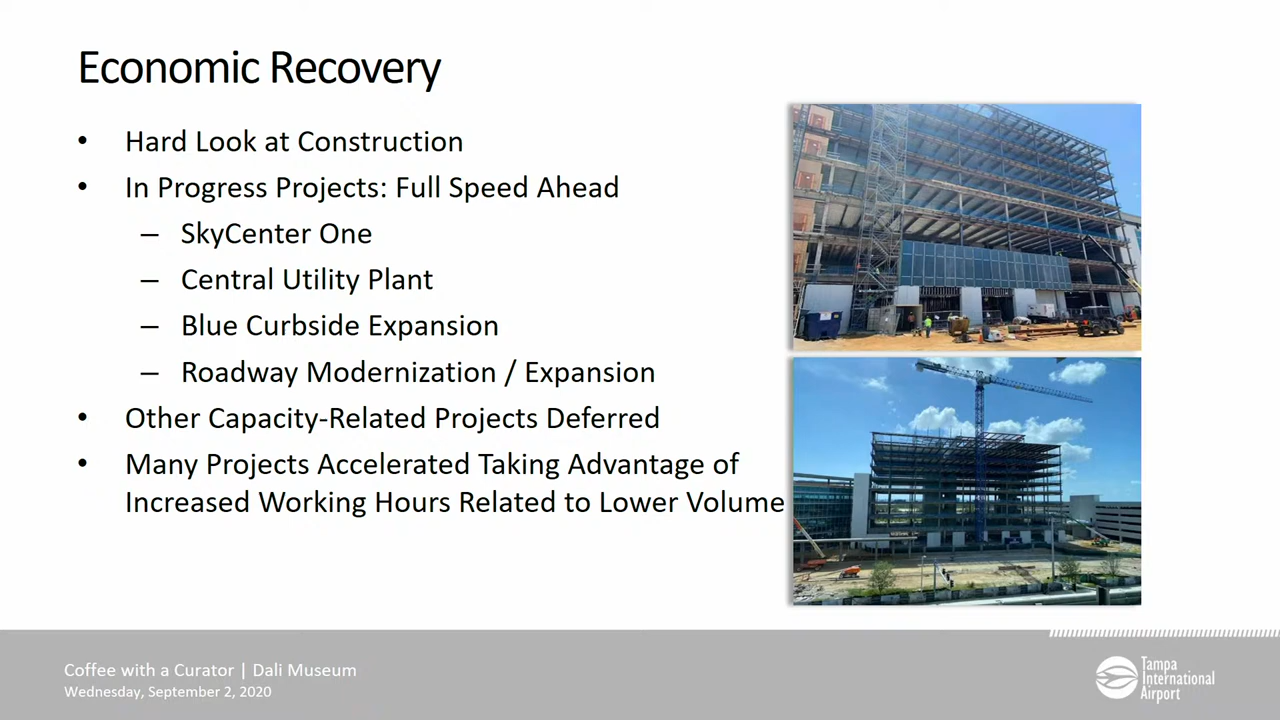 Economic Recovery
• Hard Look at Construction
• In Progress Projects: Full Speed Ahead
– SkyCenter One
– Central Utility Plant
– Blue Curbside Expansion
– Roadway Modernization / Expansion
• Other Capacity-Related Projects Deferred
• Many Projects Accelerated Taking Advantage of
Increased Working Hours Related to Lower Volume
Coffee with a Curator | Dali Museum
Wednesday, September 2, 2020
Tampa
International
Airport